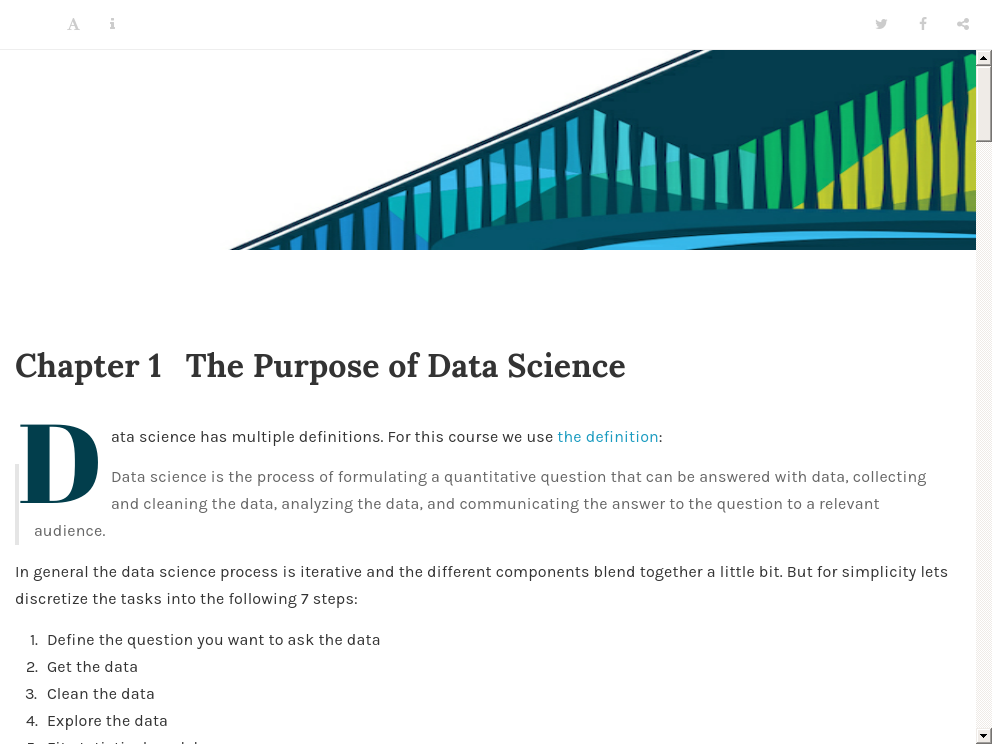 Chapter 1 The Purpose of Data Science
Data science has multiple definitions. For this course we use the definition:
Data science is the process of formulating a quantitative question that can be answered with data, collecting
and cleaning the data, analyzing the data, and communicating the answer to the question to a relevant
audience.
In general the data science process is iterative and the different components blend together a little bit. But for simplicity lets
discretize the tasks into the following 7 steps:
1. Define the question you want to ask the data
2. Get the data
3. Clean the data
4. Explore the data